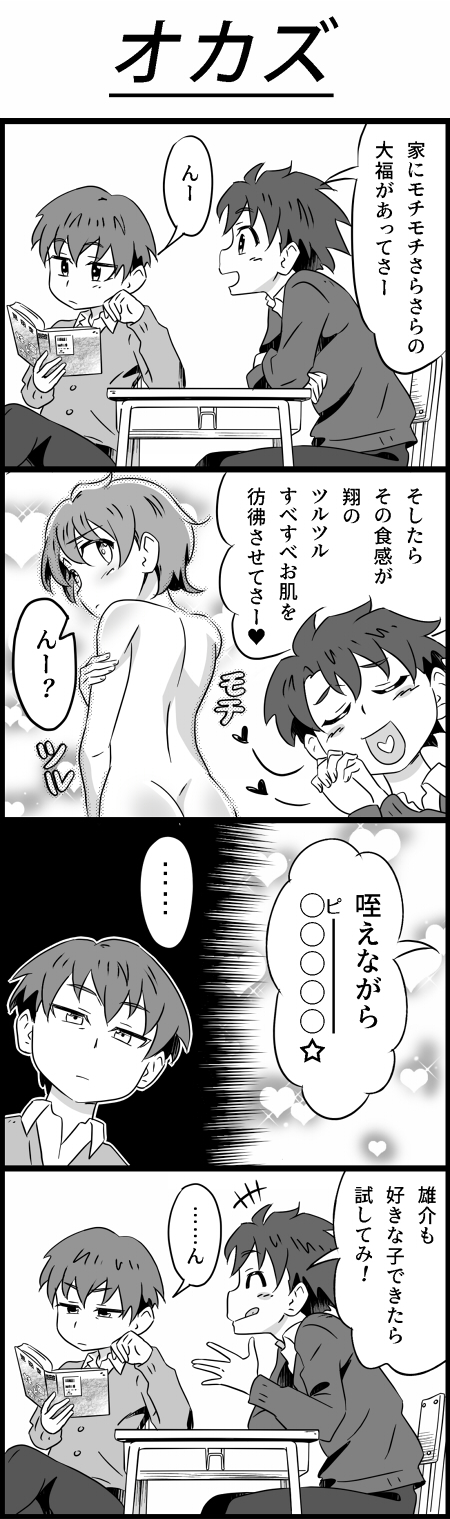 オカズ
家にモチモチさらさらの
大福があってさー
んー
そしたら
その食感が
翔の
ツルツル
すべすべお肌を
彷彿させてさー♥
んー?
モチ
ツル
咥えながら
ピー
○○○○○☆
……
雄介も
好きな子できたら
試してみ!
……ん